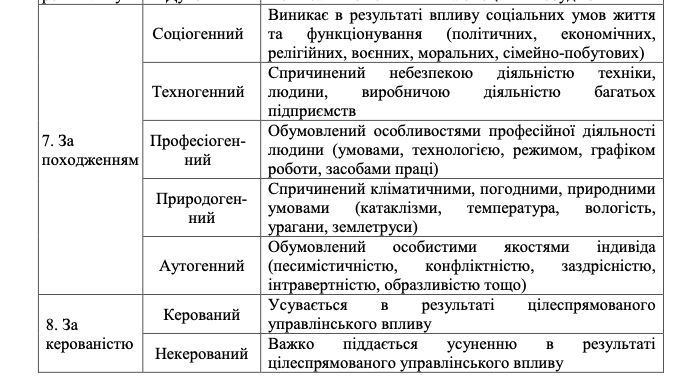 Соціогенний
Виникає в результаті впливу соціальних умов життя
та функціонування (політичних, економічних,
релігійних, воєнних, моральних, сімейно-побутових)
Техногенний
Спричинений небезпекою діяльністю техніки,
людини, виробничою діяльністю багатьох
підприємств
7. За
походженням
Професіоген-
ний
Обумовлений особливостями професійної діяльності
людини (умовами, технологією, режимом, графіком
роботи, засобами праці)
Природоген-
ний
Спричинений кліматичними, погодними, природними
умовами (катаклізми, температура, вологість,
урагани, землетруси)
Аутогенний
Обумовлений особистими якостями індивіда
(песимістичністю, конфліктністю, заздрісністю,
інтравертністю, образливістю тощо)
8. За
керованістю
Керований
Усувається в результаті цілеспрямованого
управлінського впливу
Некерований
Важко піддається усуненню в результаті
цілеспрямованого управлінського впливу